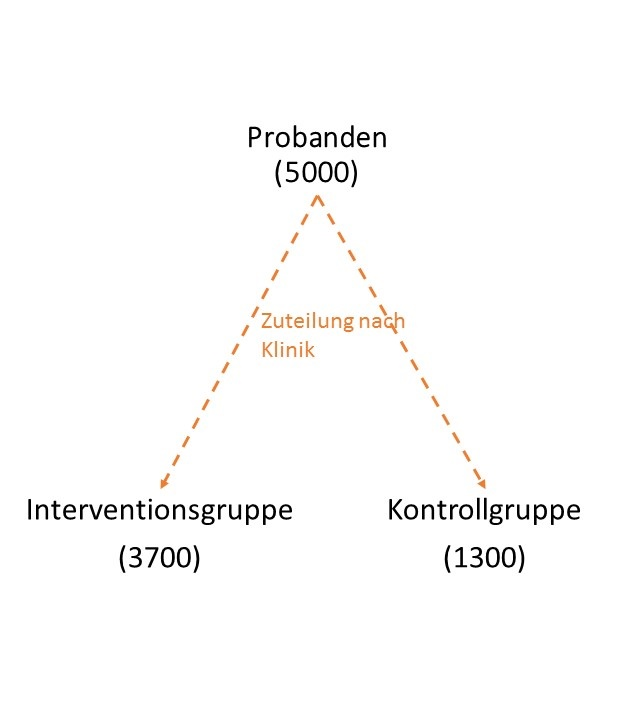 Probanden
(5000)
Zuteilung nach
Klinik
Interventionsgruppe
(3700)
Kontrollgruppe
(1300)